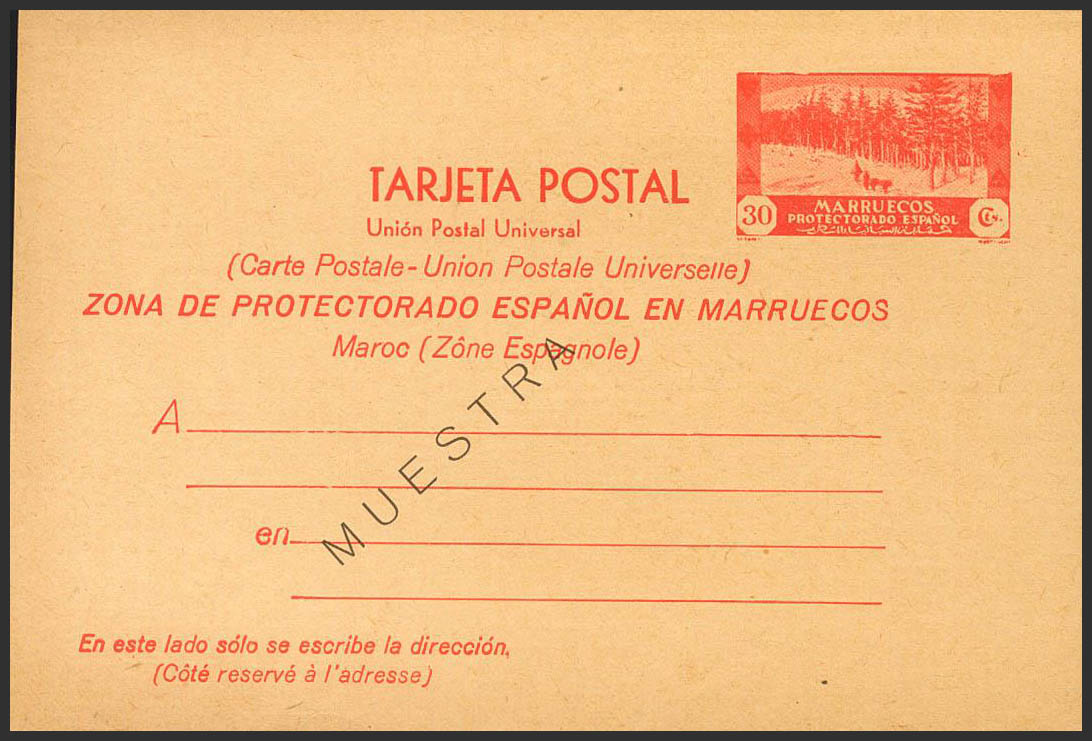 TARJETA POSTAL
Unión Postal Universal
(Carte Postale-Union Postale Universelle)
ZONA DE PROTECTORADO ESPAÑOL EN MARRUECOS
Maroc (Zône Espagnole)
30
MARRUECOS
PROTECTORADO ESPAÑOL
Cts.
A
en
MUESTRA
En este lado sólo se escribe la dirección,
(Côté reservé à l'adresse)